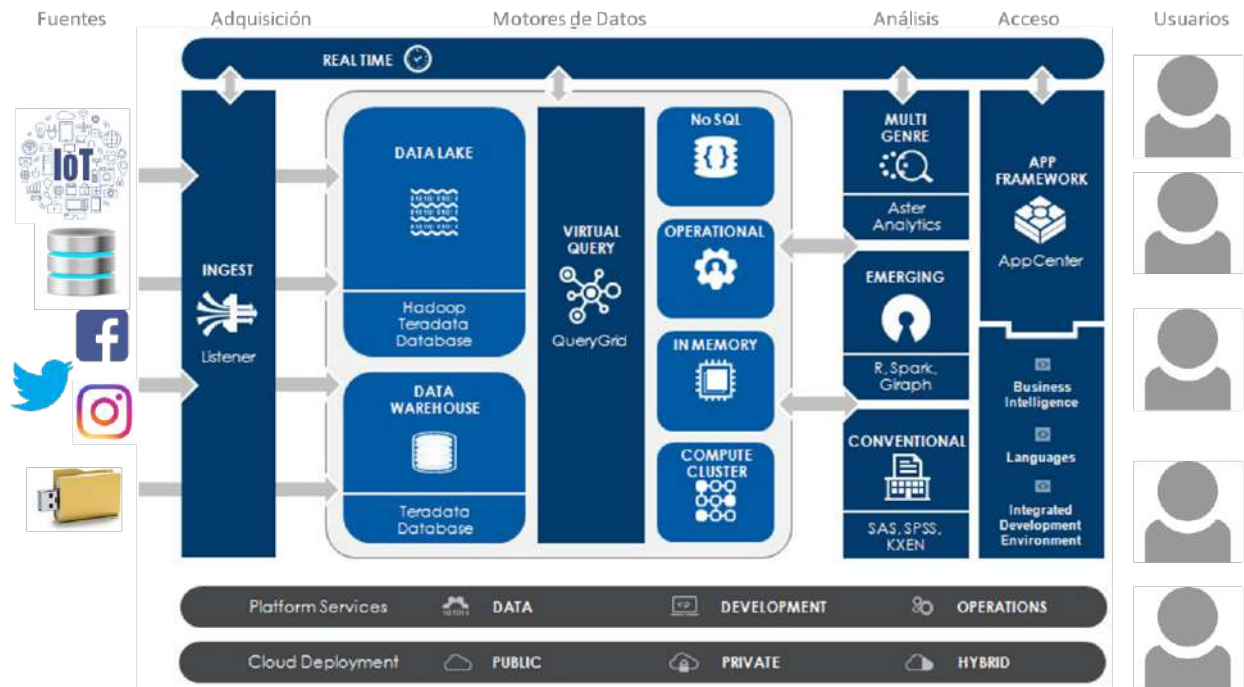 Fuentes
Adquisición
Motores de Datos
Análisis
Acceso
Usuarios
REAL TIME
IoT
INGEST
Listener
DATA LAKE
Hadoop
Teradata
Database
DATA
WAREHOUSE
Teradata
Database
VIRTUAL
QUERY
QueryGrid
No SQL
OPERATIONAL
IN MEMORY
COMPUTE
CLUSTER
MULTI
GENRE
Aster
Analytics
EMERGING
R, Spark,
Giraph
CONVENTIONAL
SAS, SPSS,
KXEN
APP
FRAMEWORK
AppCenter
Business
Intelligence
Languages
Integrated
Development
Environment
Platform Services
DATA
DEVELOPMENT
OPERATIONS
Cloud Deployment
PUBLIC
PRIVATE
HYBRID